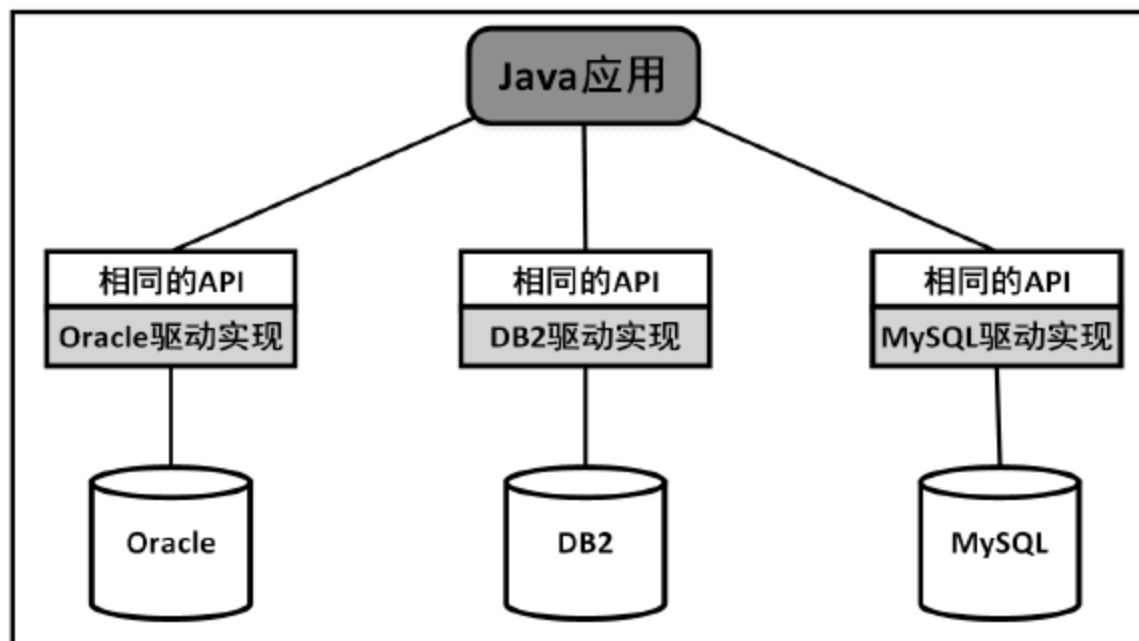 Java应用
相同的API
Oracle驱动实现
相同的API
DB2驱动实现
相同的API
MySQL驱动实现
Oracle
DB2
MySQL